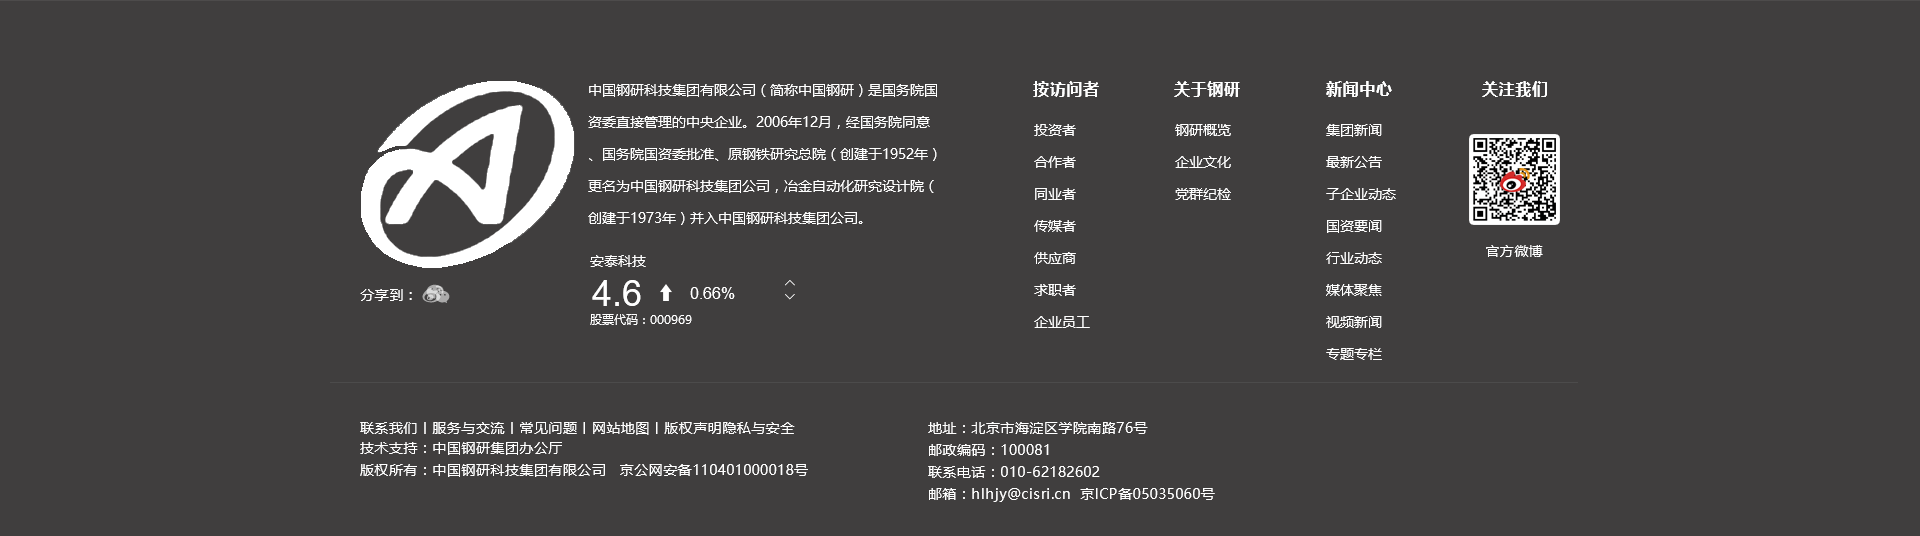 中国钢研科技集团有限公司（简称中国钢研）是国务院国
资委直接管理的中央企业。2006年12月，经国务院同意
、国务院国资委批准、原钢铁研究总院（创建于1952年）
更名为中国钢研科技集团公司，冶金自动化研究设计院（
创建于1973年）并入中国钢研科技集团公司。
安泰科技
4.6 0.66%
股票代码：000969
分享到：
按访问者
投资者
合作者
同业者
传媒者
供应商
求职者
企业员工
关于钢研
钢研概览
企业文化
党群纪检
新闻中心
集团新闻
最新公告
子企业动态
国资要闻
行业动态
媒体聚焦
视频新闻
专题专栏
关注我们
官方微博
联系我们丨服务与交流丨常见问题丨网站地图丨版权声明隐私与安全
技术支持：中国钢研集团办公厅
版权所有：中国钢研科技集团有限公司 京公网安备110401000018号
地址：北京市海淀区学院南路76号
邮政编码：100081
联系电话：010-62182602
邮箱：hlhjy@cisri.cn 京ICP备05035060号